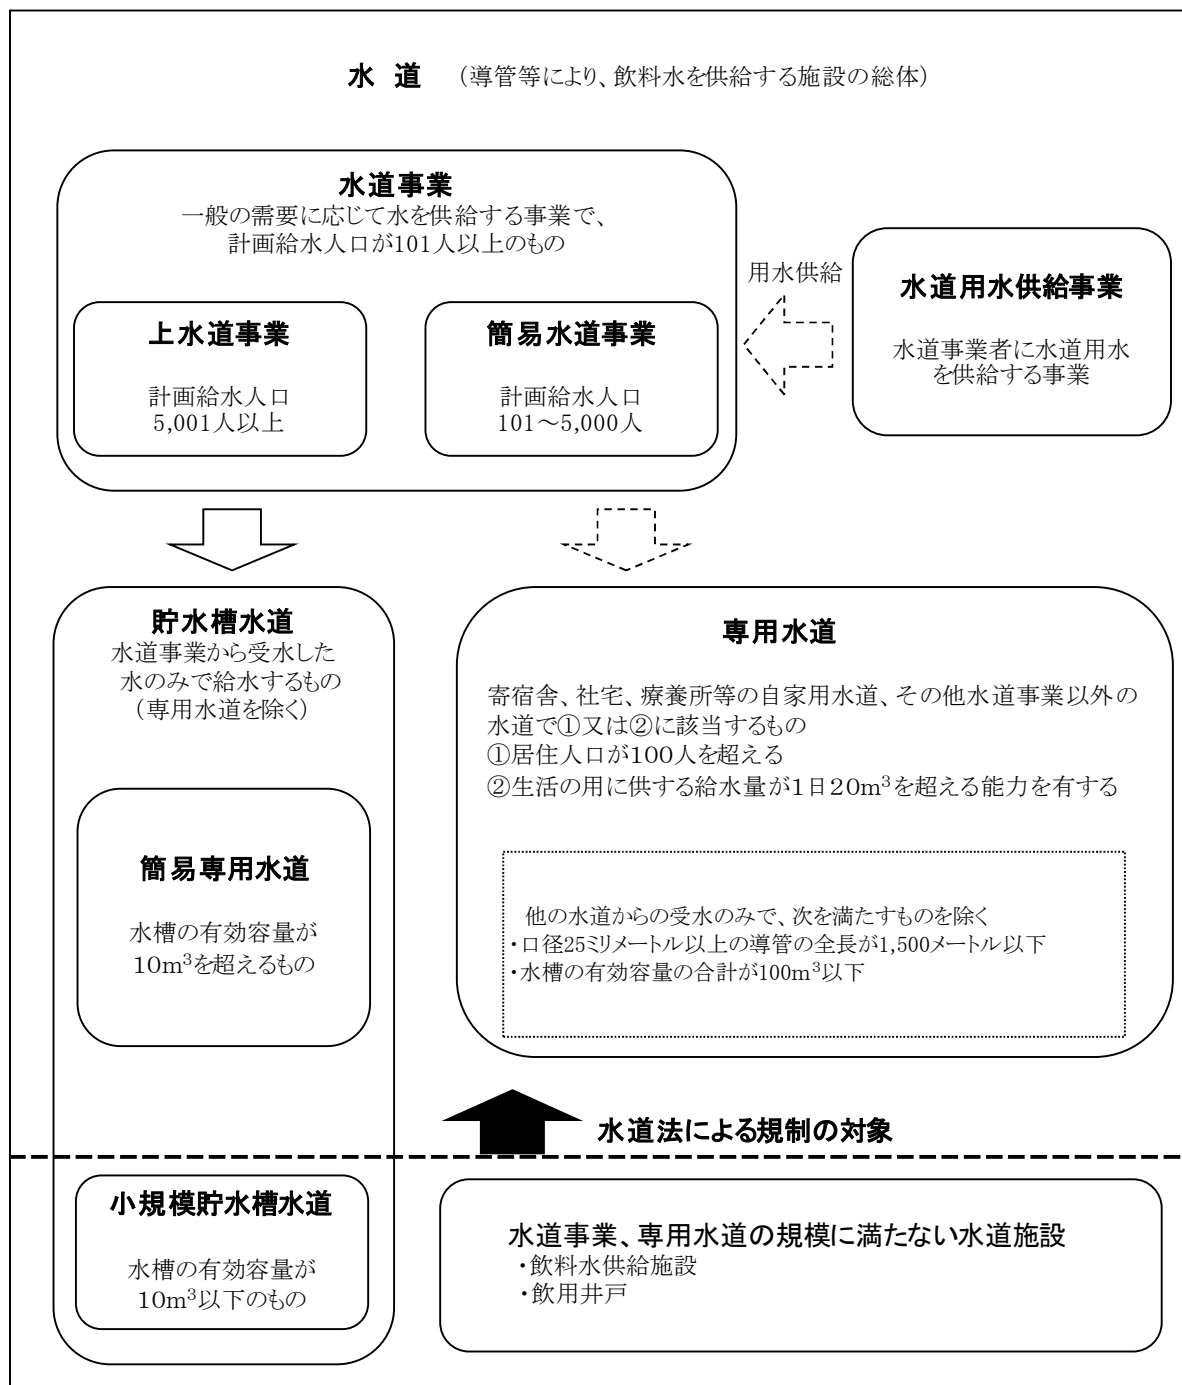 水 道 （導管等により、飲料水を供給する施設の総体）
水道事業
一般の需要に応じて水を供給する事業で、
計画給水人口が101人以上のもの
上水道事業
計画給水人口
5,001人以上
簡易水道事業
計画給水人口
101～5,000人
用水供給
水道用水供給事業
水道事業者に水道用水
を供給する事業
貯水槽水道
水道事業から受水した
水のみで給水するもの
（専用水道を除く）
簡易専用水道
水槽の有効容量が
10m³を超えるもの
専用水道
寄宿舎、社宅、療養所等の自家用水道、その他水道事業以外の
水道で①又は②に該当するもの
①居住人口が100人を超える
②生活の用に供する給水量が1日20m³を超える能力を有する
他の水道からの受水のみで、次を満たすものを除く
・口径25ミリメートル以上の導管の全長が1,500メートル以下
・水槽の有効容量の合計が100m³以下
水道法による規制の対象
小規模貯水槽水道
水槽の有効容量が
10m³以下のもの
水道事業、専用水道の規模に満たない水道施設
・飲料水供給施設
・飲用井戸